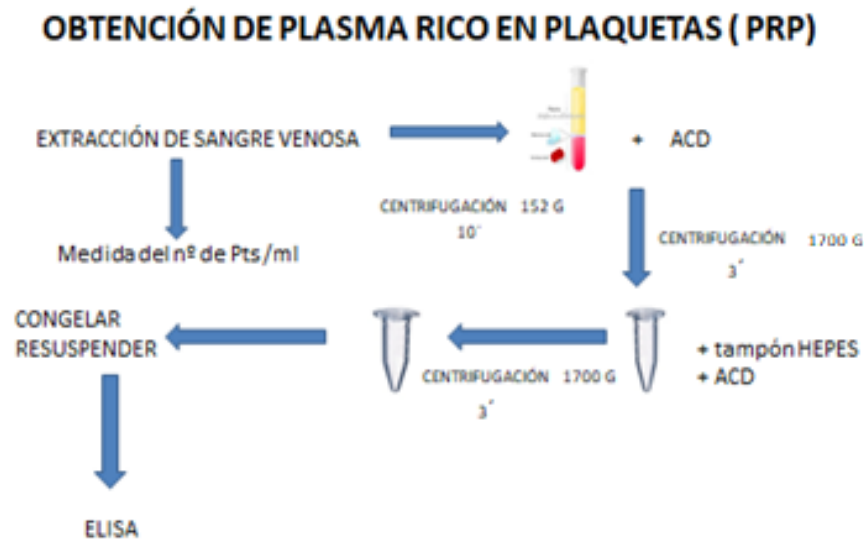 OBTENCIÓN DE PLASMA RICO EN PLAQUETAS ( PRP)
EXTRACCIÓN DE SANGRE VENOSA
+ ACD
CENTRIFUGACIÓN 152 G
10´
Medida del nº de Pts/ml
CENTRIFUGACIÓN 1700 G
3´
+ tampón HEPES
+ ACD
CENTRIFUGACIÓN 1700 G
3´
CONGELAR
RESUSPENDER
ELISA